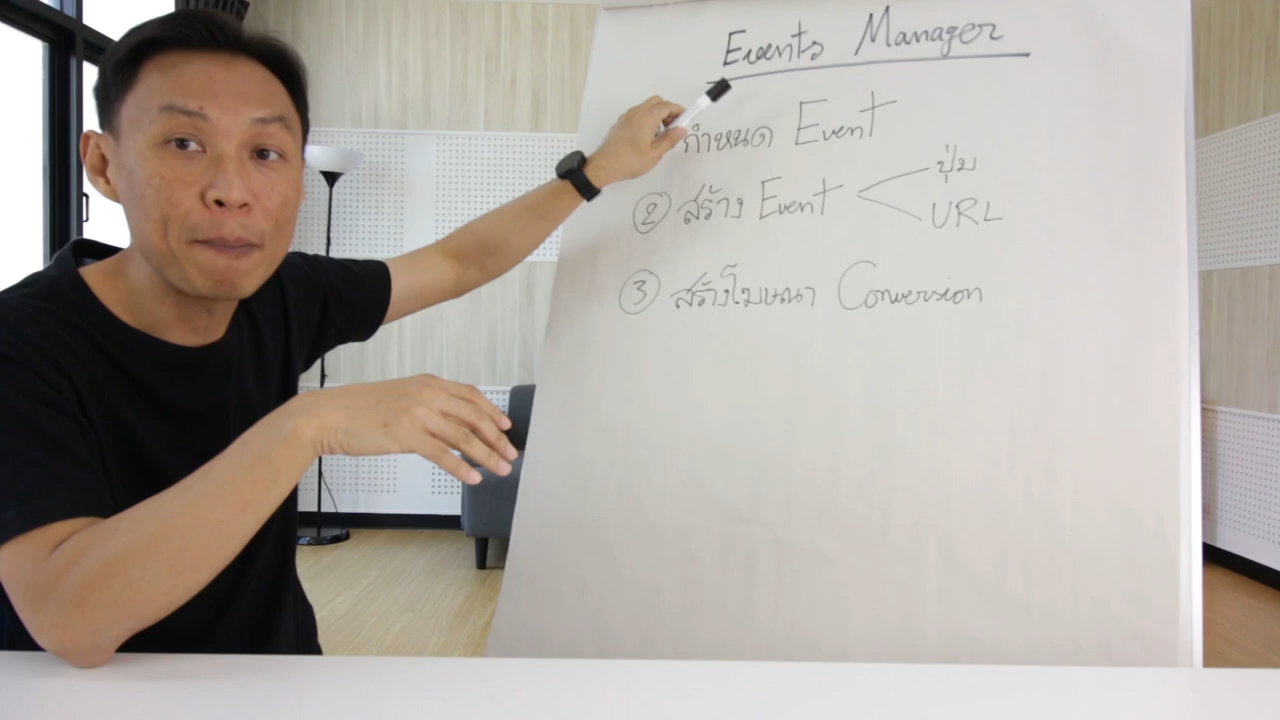 Events Manager
กำหนด Event
② สร้าง Event ปุ่ม
URL
③ สร้างโฆษณา Conversion